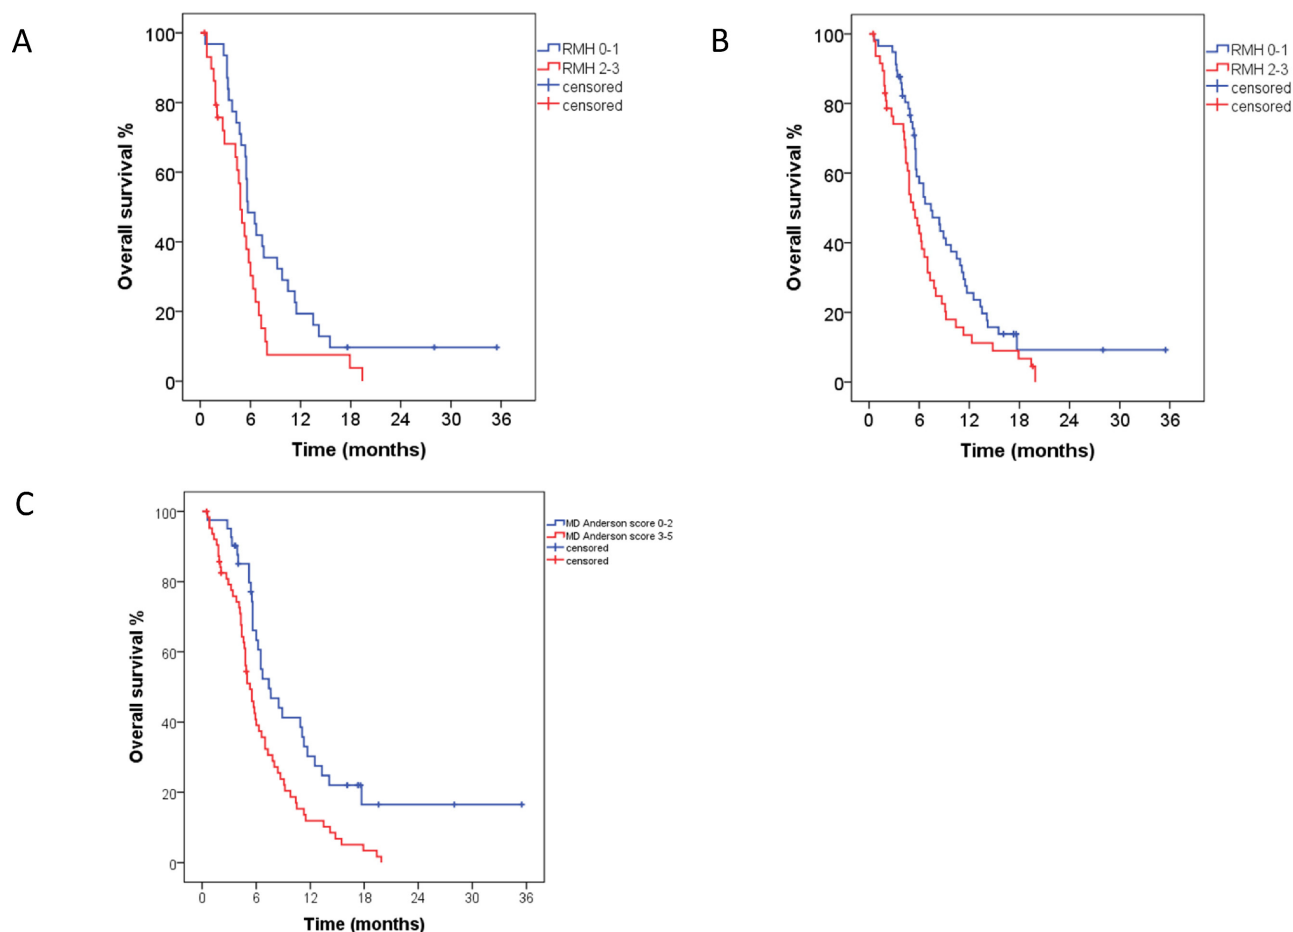 A
100
80
60
40
20
0
Overall survival %
0 6 12 18 24 30 36
Time (months)
RMH 0-1
RMH 2-3
censored
censored
B
100
80
60
40
20
0
Overall survival %
0 6 12 18 24 30 36
Time (months)
RMH 0-1
RMH 2-3
censored
censored
C
100
80
60
40
20
0
Overall survival %
0 6 12 18 24 30 36
Time (months)
MD Anderson score 0-2
MD Anderson score 3-5
censored
censored